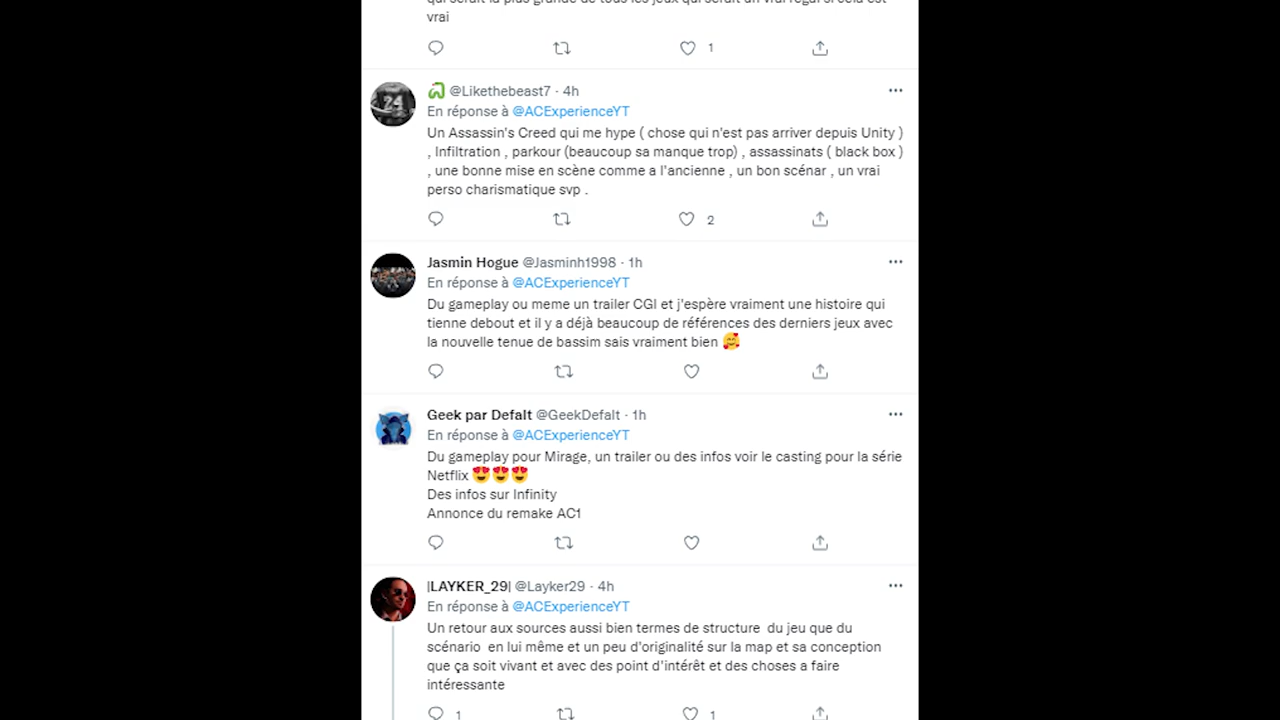 qui serait la plus grande de tous les jeux qui serait un vrai régal si cela est
vrai
1
@Likethebeast7 · 4h
En réponse à @ACExperienceYT
Un Assassin's Creed qui me hype ( chose qui n'est pas arriver depuis Unity )
, Infiltration , parkour (beaucoup sa manque trop) , assassinats ( black box )
, une bonne mise en scène comme a l'ancienne , un bon scénar , un vrai
perso charismatique svp .
2
Jasmin Hogue @Jasminh1998 · 1h
En réponse à @ACExperienceYT
Du gameplay ou meme un trailer CGI et j'espère vraiment une histoire qui
tienne debout et il y a déjà beaucoup de références des derniers jeux avec
la nouvelle tenue de bassim sais vraiment bien 🥰
Geek par Defalt @GeekDefalt · 1h
En réponse à @ACExperienceYT
Du gameplay pour Mirage, un trailer ou des infos voir le casting pour la série
Netflix 😍😍😍
Des infos sur Infinity
Annonce du remake AC1
|LAYKER_29| @Layker29 · 4h
En réponse à @ACExperienceYT
Un retour aux sources aussi bien termes de structure  du jeu que du
scénario  en lui même et un peu d'originalité sur la map et sa conception
que ça soit vivant et avec des point d'intérêt et des choses a faire
intéressante
1 1